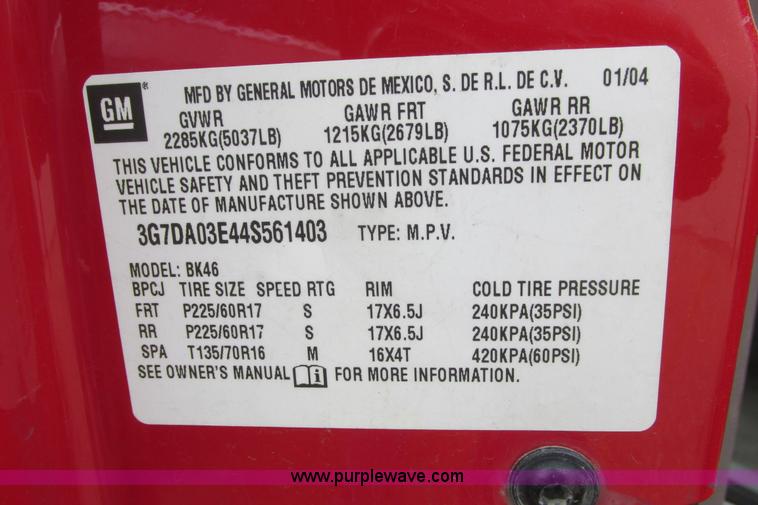 GM ® MFD BY GENERAL MOTORS DE MEXICO, S. DE R.L. DE C.V. 01/04
GVWR GAWR FRT GAWR RR
2285KG(5037LB) 1215KG(2679LB) 1075KG(2370LB)
THIS VEHICLE CONFORMS TO ALL APPLICABLE U.S. FEDERAL MOTOR
VEHICLE SAFETY AND THEFT PREVENTION STANDARDS IN EFFECT ON
THE DATE OF MANUFACTURE SHOWN ABOVE.
3G7DA03E44S561403 TYPE: M.P.V.
MODEL: BK46
BPCJ TIRE SIZE SPEED RTG RIM COLD TIRE PRESSURE
FRT P225/60R17 S 17X6.5J 240KPA(35PSI)
RR P225/60R17 S 17X6.5J 240KPA(35PSI)
SPA T135/70R16 M 16X4T 420KPA(60PSI)
SEE OWNER'S MANUAL i FOR MORE INFORMATION.
www.purplewave.com